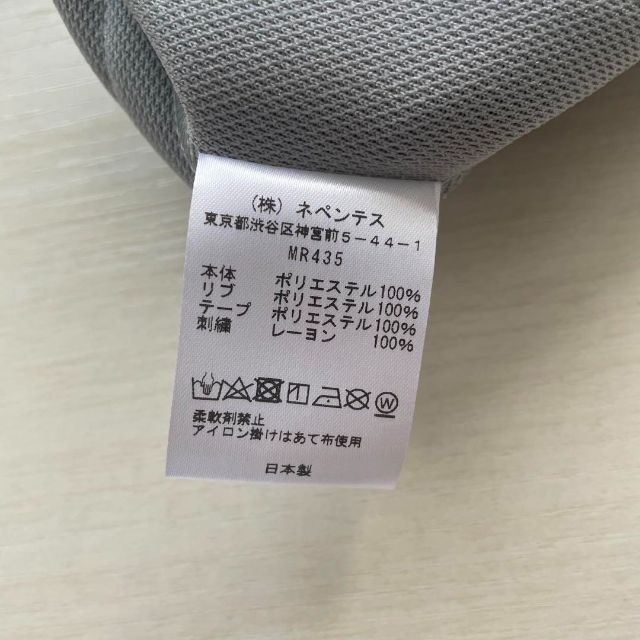 (株) ネペンテス
東京都渋谷区神宮前5-44-1
MR435
本体 ポリエステル100%
リブ ポリエステル100%
テープ ポリエステル100%
刺繍 レーヨン 100%
W
柔軟剤禁止
アイロン掛けはあて布使用
日本製